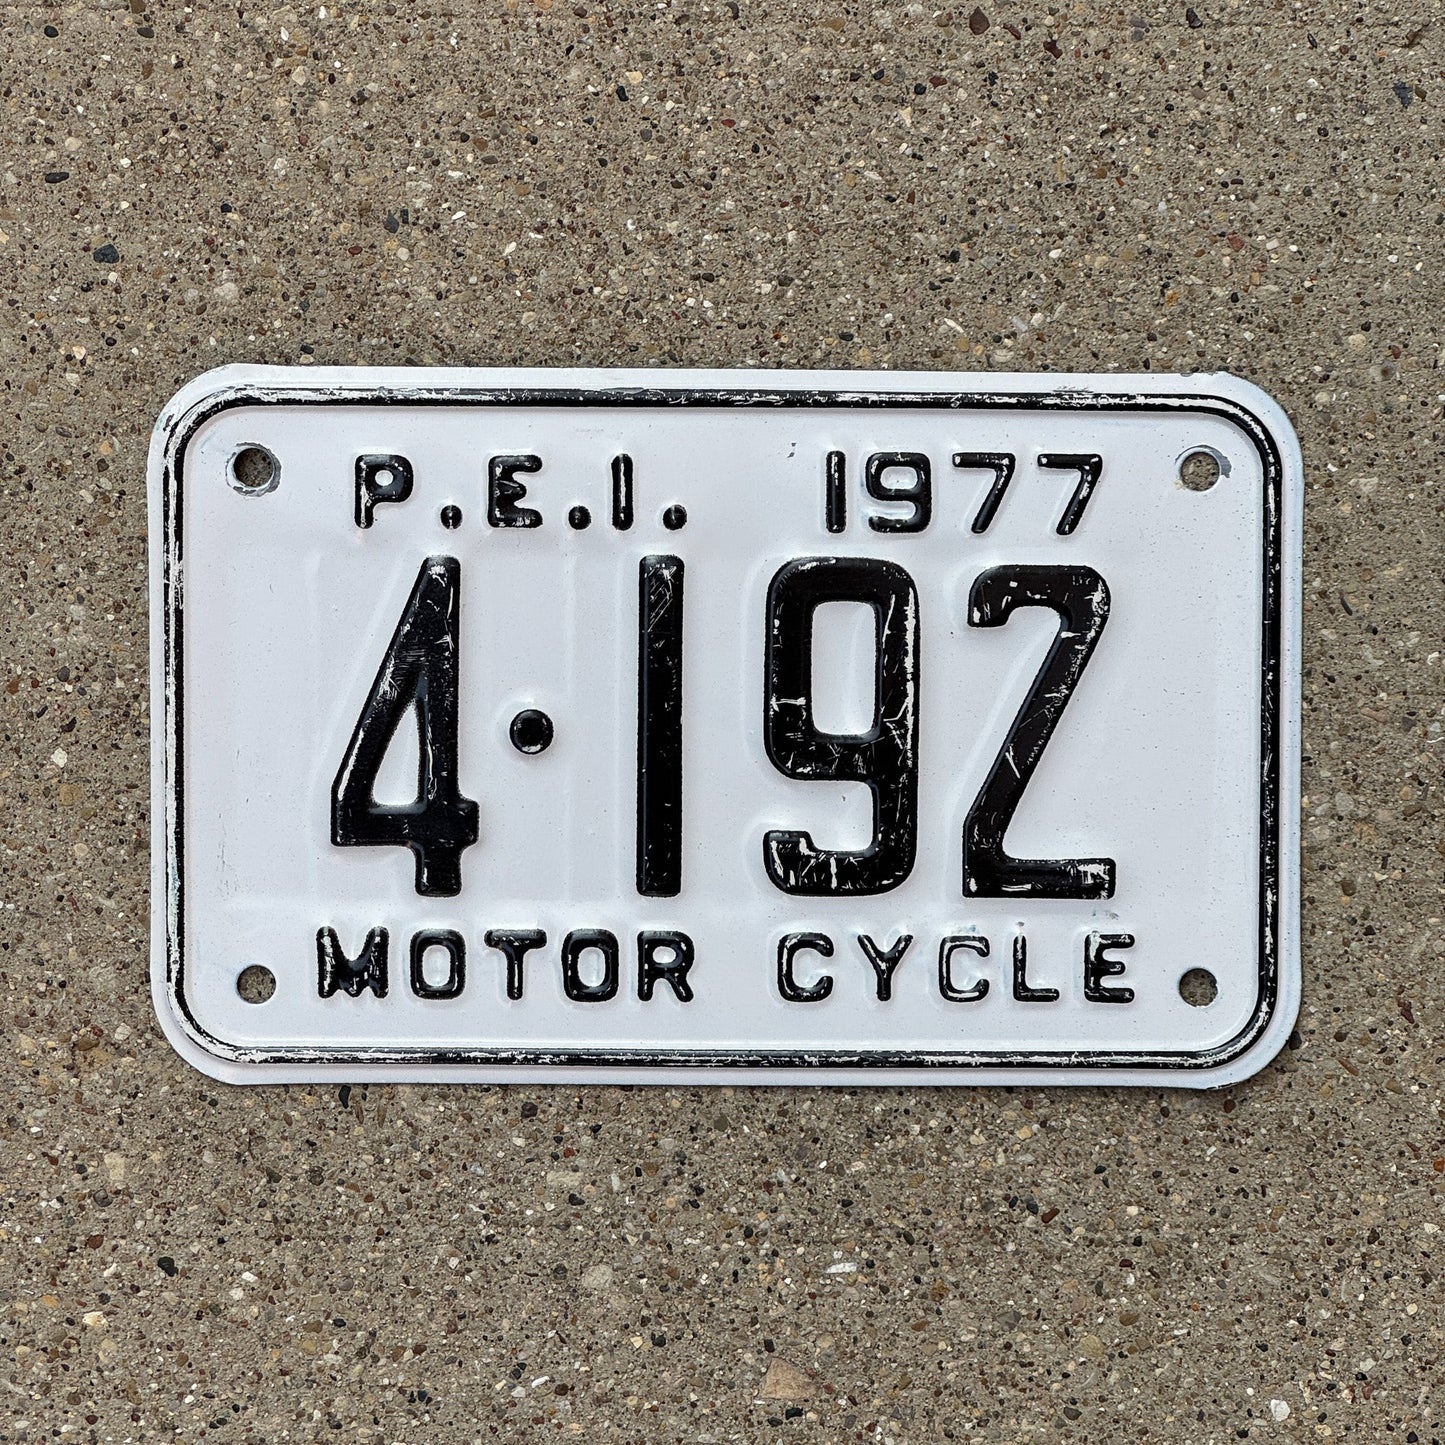 P.E.I. 1977
4·192
MOTOR CYCLE